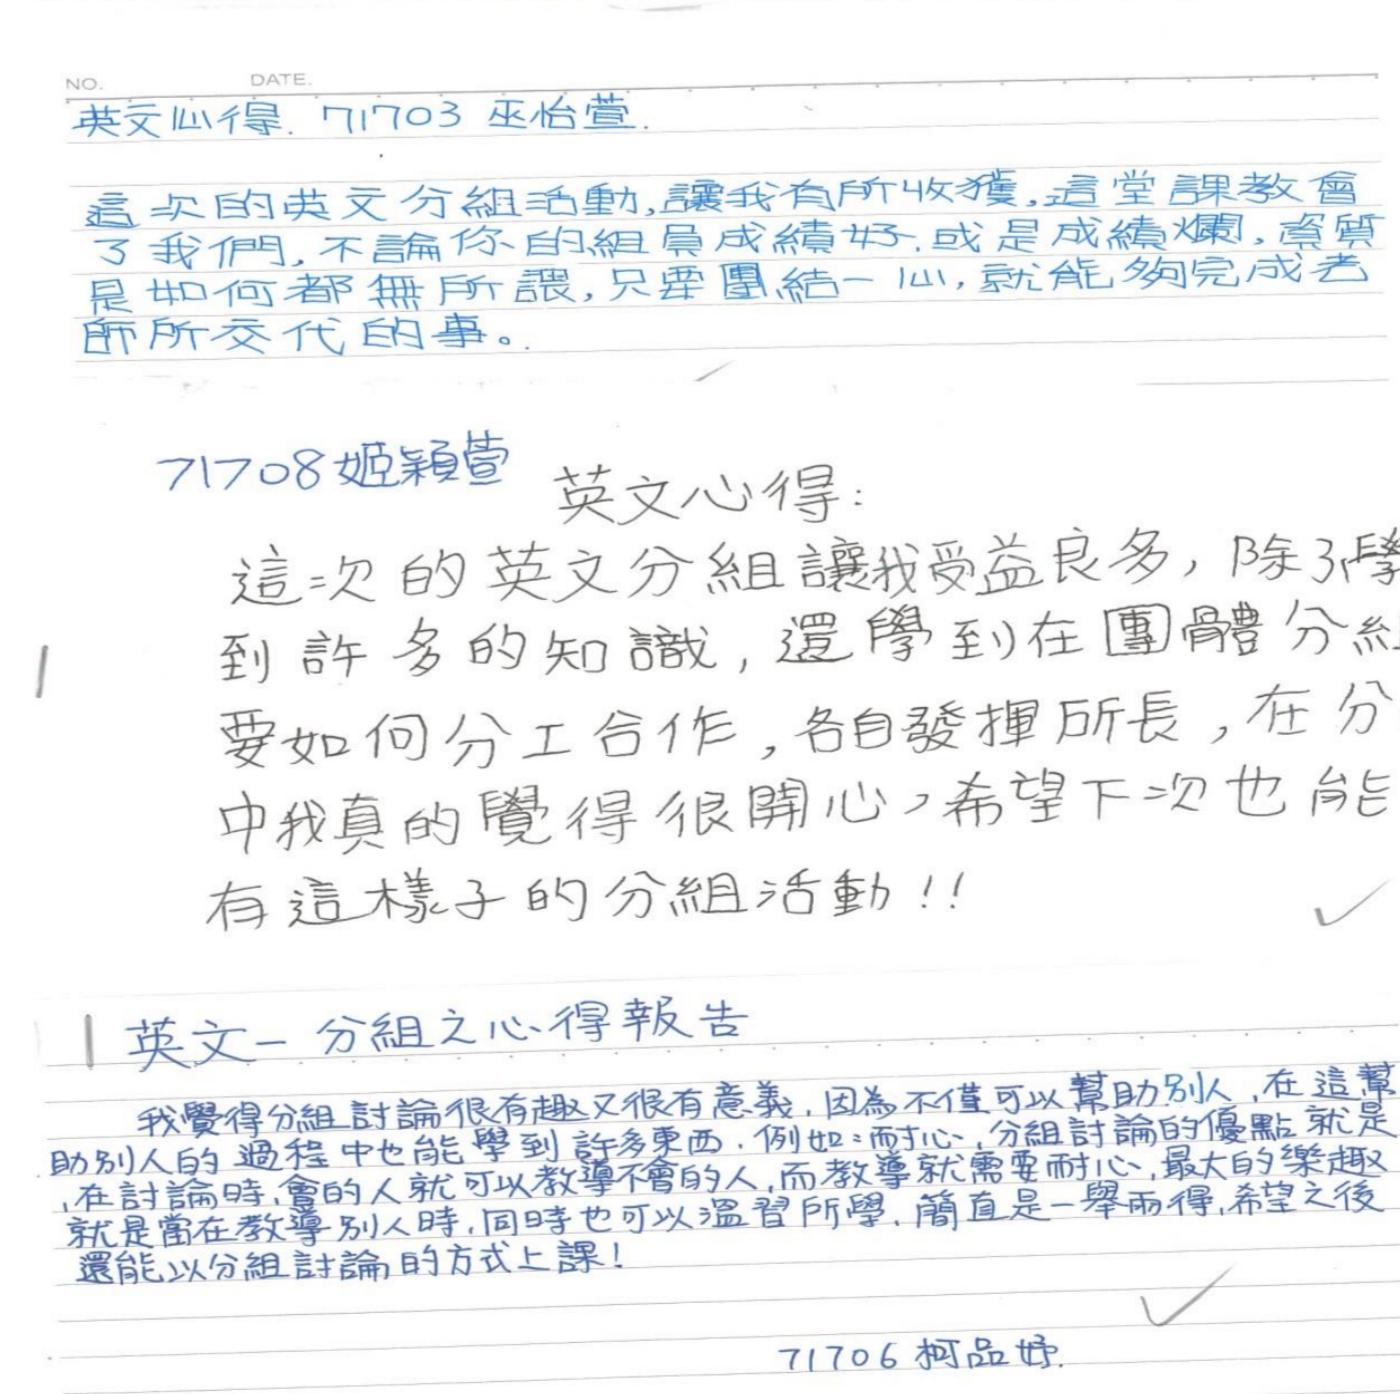 NO. DATE.
英文心得. 71703 巫怡萱.
這次的英文分組活動,讓我有所收獲,這堂課教會
了我們,不論你的組員成績好,或是成績爛,資質
是如何都無所謂,只要團結一心,就能夠完成老
師所交代的事。
71708姬穎萱
英文心得:
這次的英文分組讓我受益良多,除了學
到許多的知識,還學到在團體分組
要如何分工合作,各自發揮所長,在分
中我真的覺得很開心,希望下次也能
有這樣子的分組活動!!
英文-分組之心得報告
我覺得分組討論很有趣又很有意義,因為不僅可以幫助別人,在這幫
助別人的過程中也能學到許多東西.例如:耐心,分組討論的優點就是
,在討論時,會的人就可以教導不會的人,而教導就需要耐心,最大的樂趣
就是當在教導別人時,同時也可以溫習所學,簡直是一舉兩得,希望之後
還能以分組討論的方式上課!
71706柯品妤.